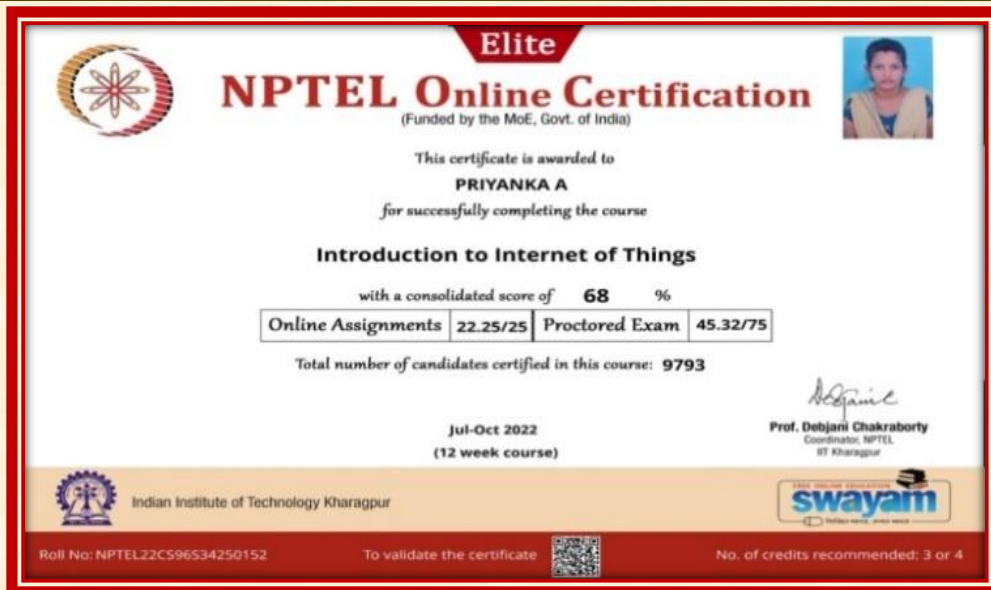 Elite
NPTEL Online Certification
(Funded by the MoE, Govt. of India)
This certificate is awarded to
PRIYANKA A
for successfully completing the course
Introduction to Internet of Things
with a consolidated score of 68 %
Online Assignments 22.25/25 Proctored Exam 45.32/75
Total number of candidates certified in this course: 9793
Jul-Oct 2022
(12 week course)
Prof. Debjani Chakraborty
Coordinator, NPTEL
IIT Kharagpur
Indian Institute of Technology Kharagpur
FREE ONLINE EDUCATION
swayam
Roll No: NPTEL22CS96S34250152 To validate the certificate No. of credits recommended: 3 or 4